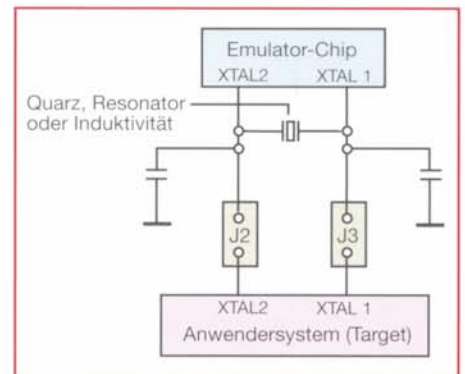 Emulator-Chip
XTAL2 XTAL 1
Quarz, Resonator
oder Induktivität
J2 J3
XTAL2 XTAL 1
Anwendersystem (Target)